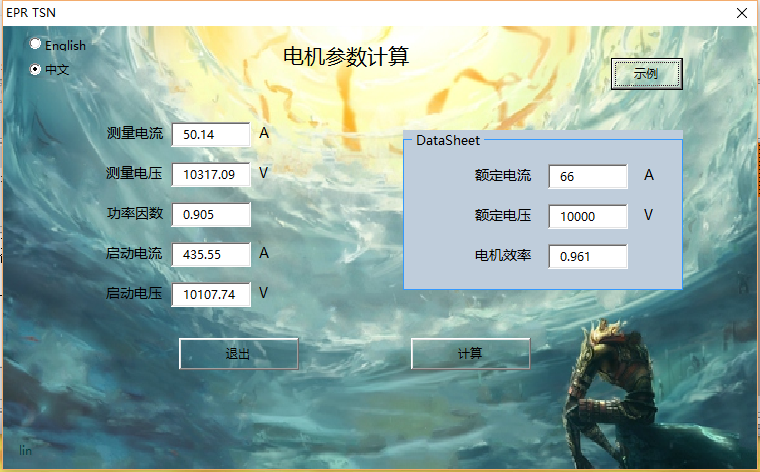 EPR TSN
English
中文
电机参数计算
示例
测量电流 50.14 A
测量电压 10317.09 V
功率因数 0.905
启动电流 435.55 A
启动电压 10107.74 V
DataSheet
额定电流 66 A
额定电压 10000 V
电机效率 0.961
退出
计算
lin